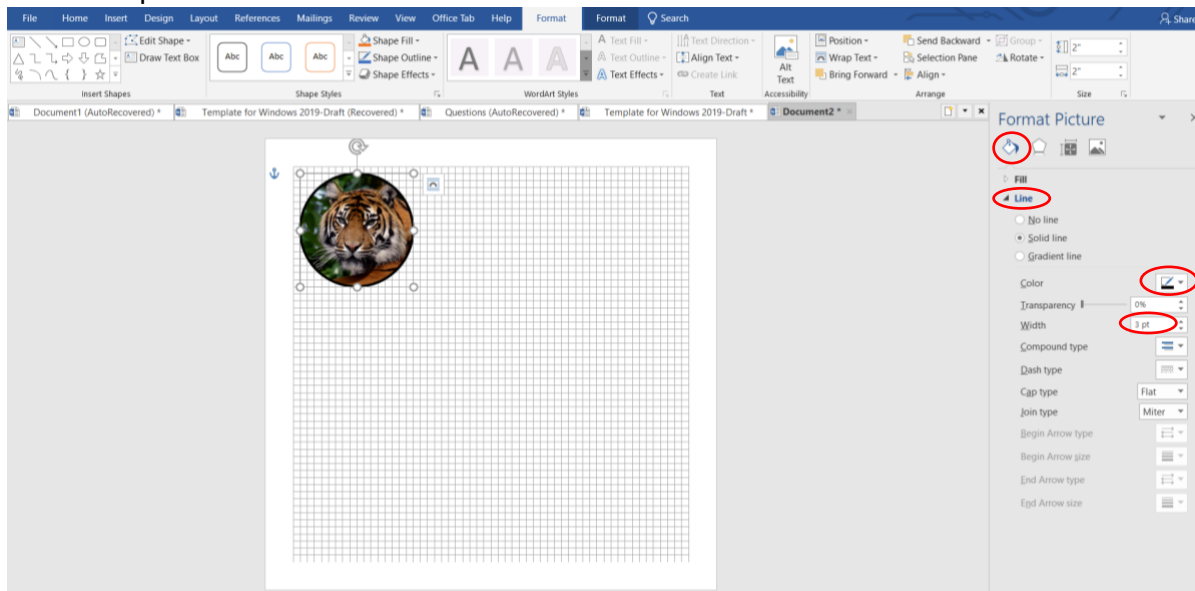 File Home Insert Design Layout References Mailings Review View Office Tab Help Format Format Search Share
Edit Shape
Draw Text Box
Insert Shapes
Abc Abc Abc
Shape Fill
Shape Outline
Shape Effects
Shape Styles
A A A
WordArt Styles
Text Fill
Text Outline
Text Effects
Text Direction
Align Text
Create Link
Text
Alt
Text
Accessibility
Position
Wrap Text
Bring Forward
Send Backward
Selection Pane
Align
Group
Rotate
Arrange
2"
2"
Size
Document1 (AutoRecovered) * Template for Windows 2019-Draft (Recovered) * Questions (AutoRecovered) * Template for Windows 2019-Draft * Document2 *
Format Picture
Fill
Line
No line
Solid line
Gradient line
Color
Transparency 0%
Width 3 pt
Compound type
Dash type
Cap type Flat
Join type Miter
Begin Arrow type
Begin Arrow size
End Arrow type
End Arrow size